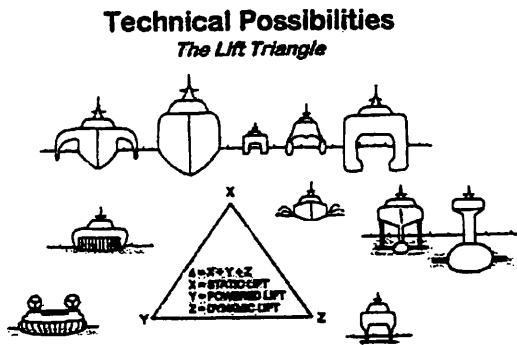 Technical Possibilities
The Lift Triangle
X
Δ = X + Y + Z
X = STATIC LIFT
Y = POWERED LIFT
Z = DYNAMIC LIFT
Y
Z